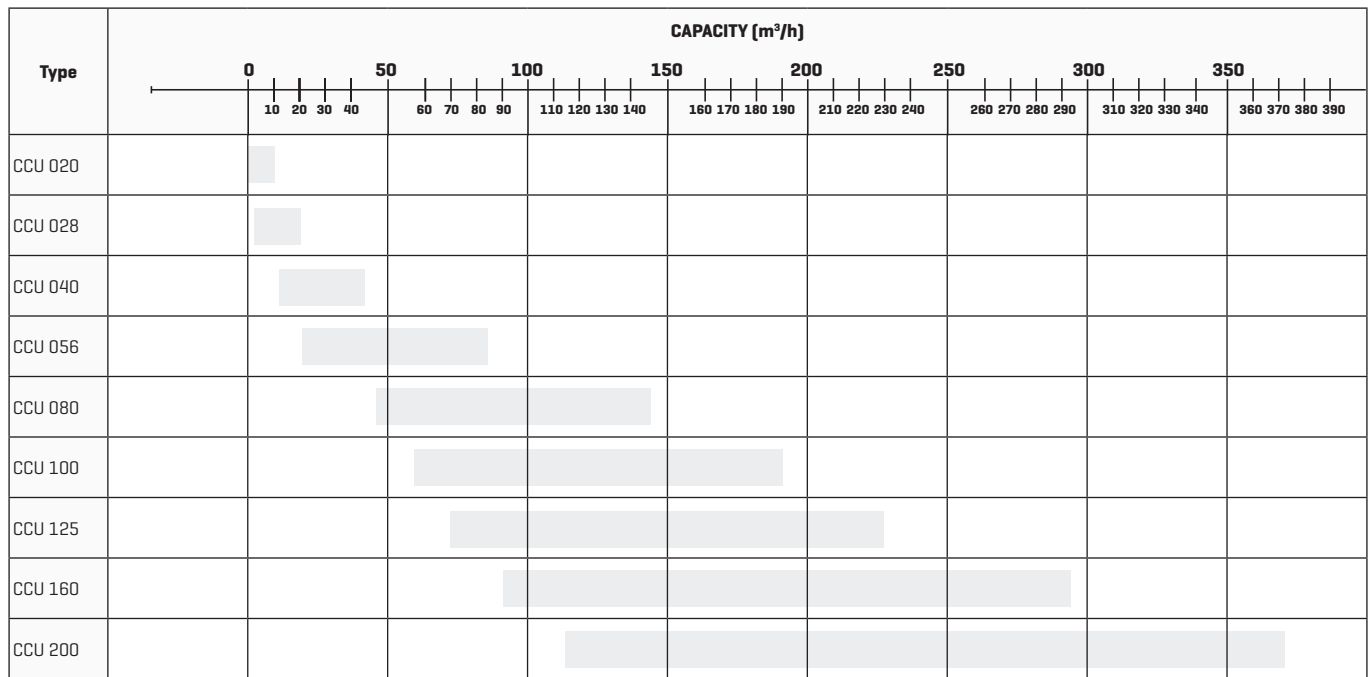 CAPACITY (m³/h)
Type
0 50 100 150 200 250 300 350
10 20 30 40 60 70 80 90 110 120 130 140 160 170 180 190 210 220 230 240 260 270 280 290 310 320 330 340 360 370 380 390
CCU 020
CCU 028
CCU 040
CCU 056
CCU 080
CCU 100
CCU 125
CCU 160
CCU 200